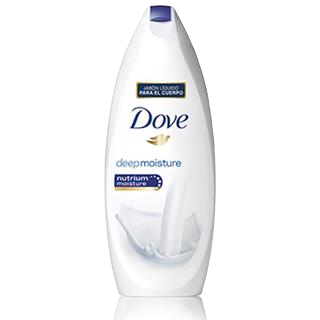 JABÓN LÍQUIDO
PARA EL CUERPO
Dove
deepmoisture
nutrium
moisture